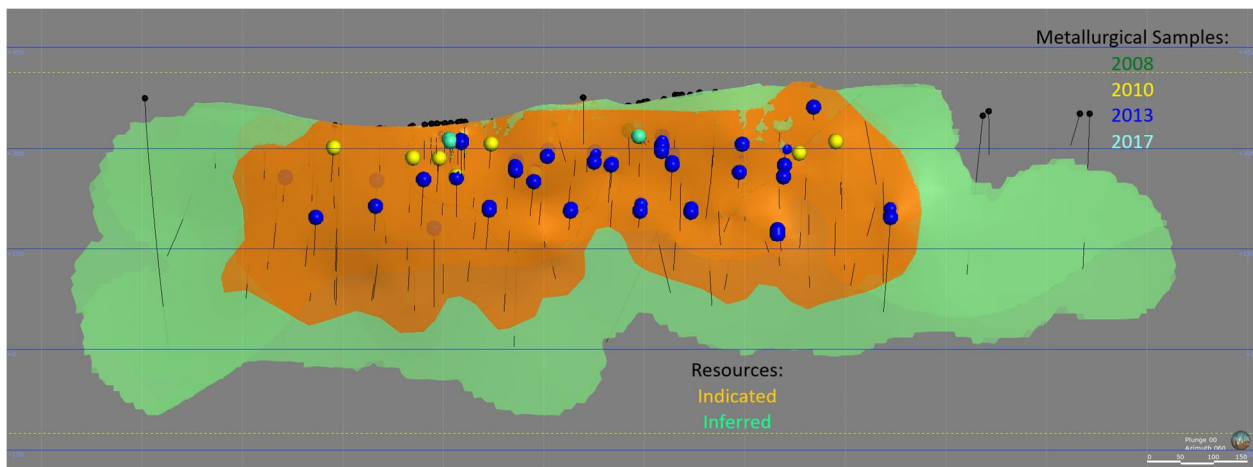 Metallurgical Samples:
2008
2010
2013
2017
Resources:
Indicated
Inferred
Plunge 00
Azimuth 060
0 50 100 150